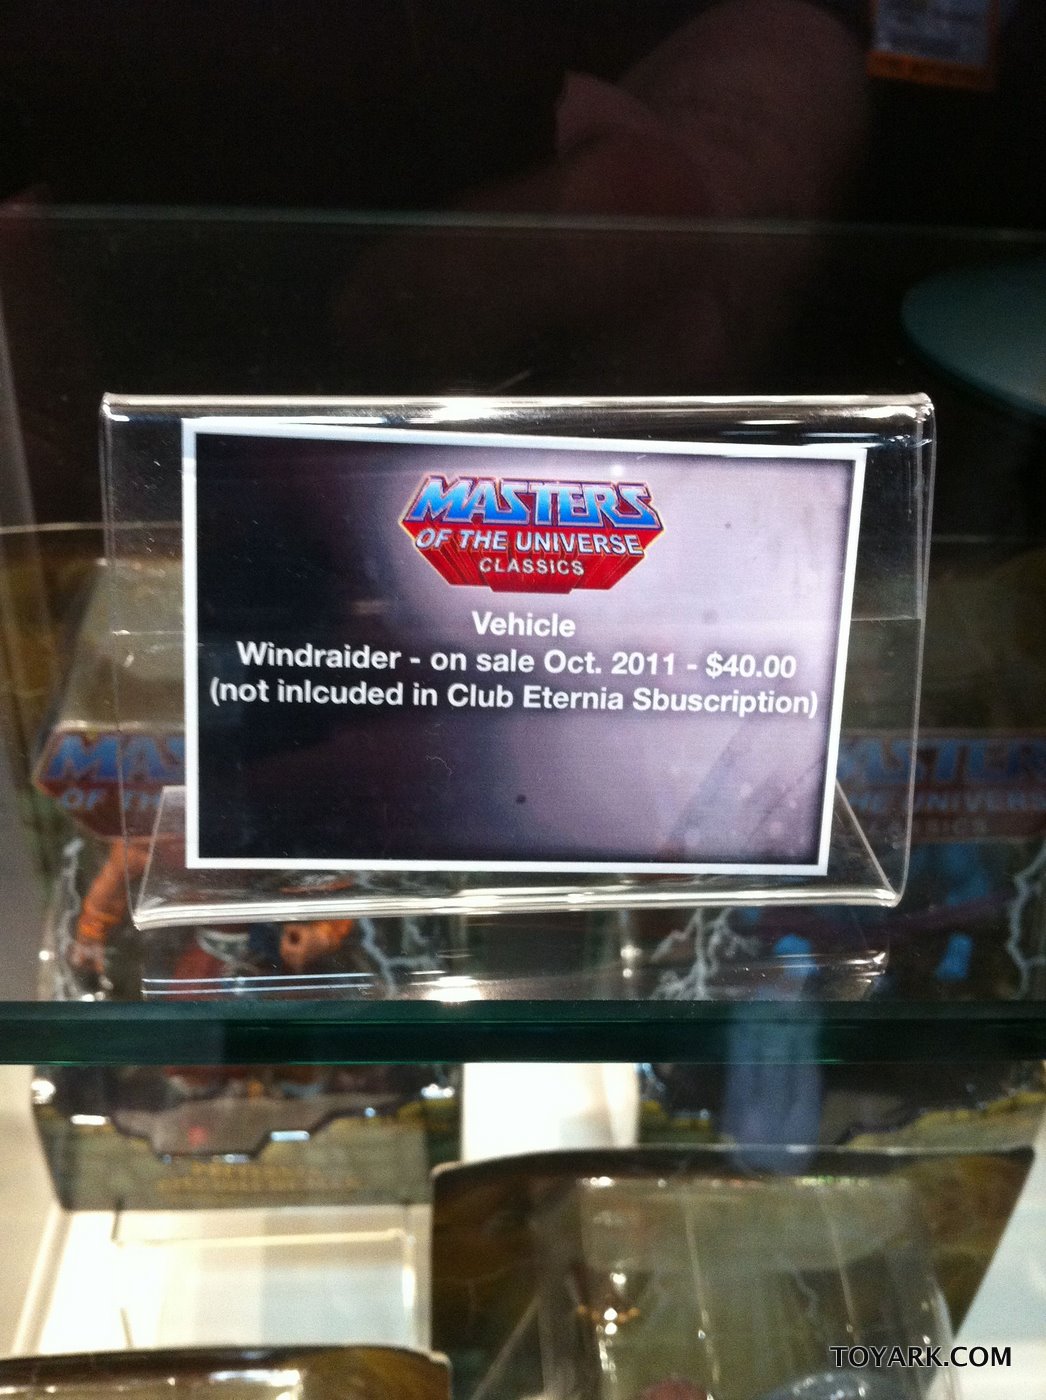 MASTERS
OF THE UNIVERSE
CLASSICS
Vehicle
Windraider - on sale Oct. 2011 - $40.00
(not inlcuded in Club Eternia Sbuscription)
TOYARK.COM